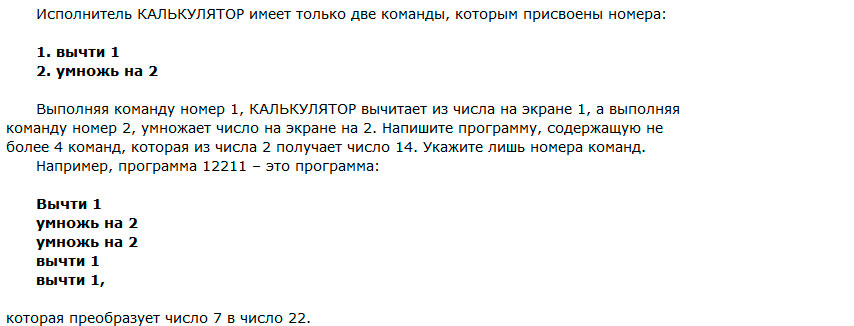 Исполнитель КАЛЬКУЛЯТОР имеет только две команды, которым присвоены номера:
1. вычти 1
2. умножь на 2
Выполняя команду номер 1, КАЛЬКУЛЯТОР вычитает из числа на экране 1, а выполняя
команду номер 2, умножает число на экране на 2. Напишите программу, содержащую не
более 4 команд, которая из числа 2 получает число 14. Укажите лишь номера команд.
Например, программа 12211 – это программа:
Вычти 1
умножь на 2
умножь на 2
вычти 1
вычти 1,
которая преобразует число 7 в число 22.